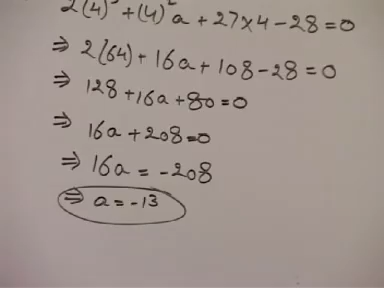 2(4)³ + (4)²a + 27×4 - 28 = 0
⇒ 2(64) + 16a + 108 - 28 = 0
⇒ 128 + 16a + 80 = 0
⇒ 16a + 208 = 0
⇒ 16a = -208
⇒ a = -13